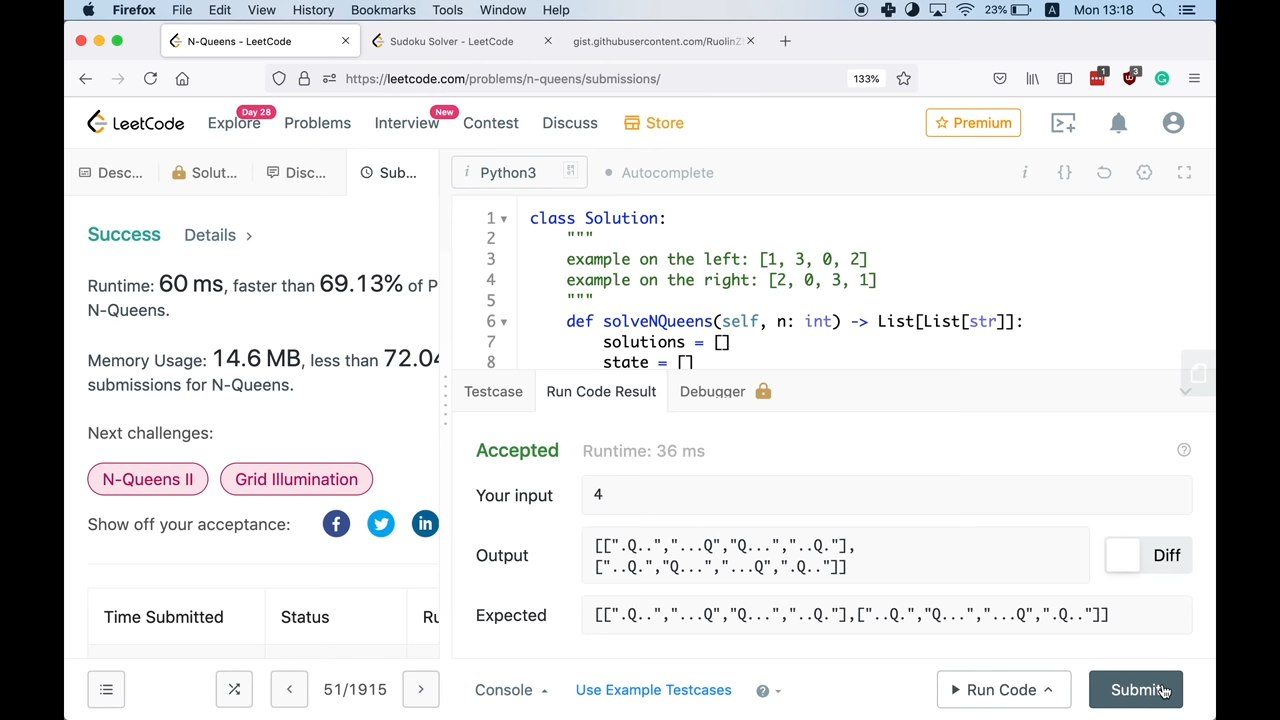 Firefox File Edit View History Bookmarks Tools Window Help 23% A Mon 13:18
N-Queens - LeetCode Sudoku Solver - LeetCode gist.githubusercontent.com/RuolinZ
https://leetcode.com/problems/n-queens/submissions/ 133% 1 3
LeetCode Explore Day 28 Problems Interview New Contest Discuss Store Premium
Desc... Solut... Disc... Sub... i Python3 Autocomplete i {}
Success Details >
Runtime: 60 ms, faster than 69.13% of P
N-Queens.
Memory Usage: 14.6 MB, less than 72.04
submissions for N-Queens.
Next challenges:
N-Queens II Grid Illumination
Show off your acceptance: f in
Time Submitted Status Ru
51/1915
1 class Solution:
2 """
3 example on the left: [1, 3, 0, 2]
4 example on the right: [2, 0, 3, 1]
5 """
6 def solveNQueens(self, n: int) -> List[List[str]]:
7 solutions = []
8 state = []
Testcase Run Code Result Debugger
Accepted Runtime: 36 ms
Your input 4
Output [[".Q..","...Q","Q...","..Q."],
["..Q.","Q...","...Q",".Q.."]]
Diff
Expected [[".Q..","...Q","Q...","..Q."],["..Q.","Q...","...Q",".Q.."]]
Console Use Example Testcases ? Run Code Submit